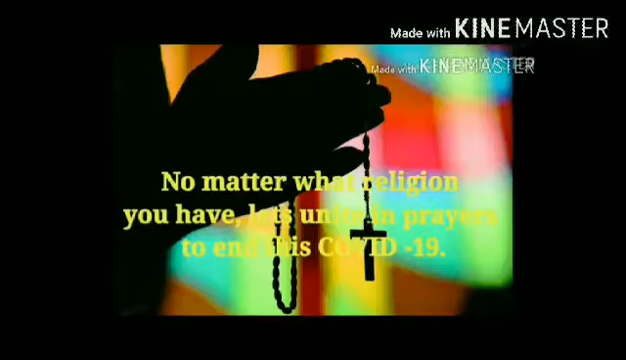 Made with KINEMASTER
Made with KINEMASTER
No matter what religion
you have, lets unite in prayers
to end this COVID -19.